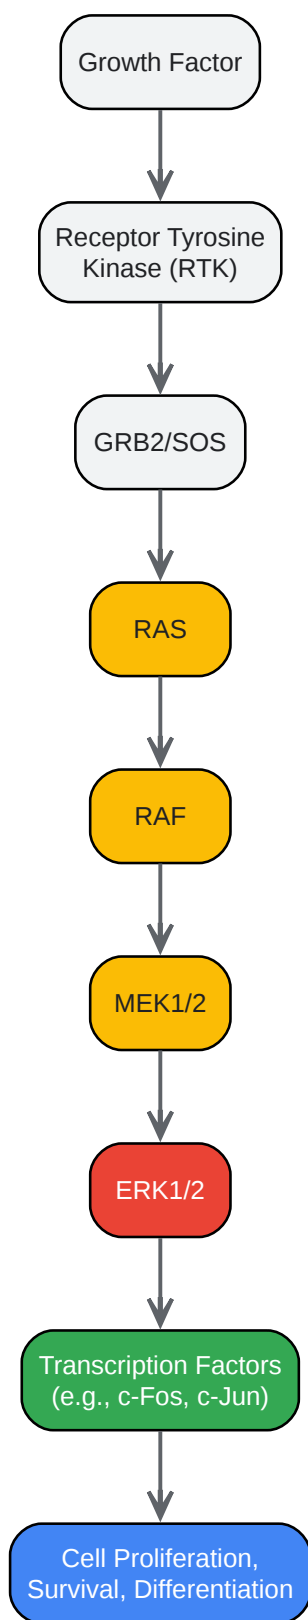 Growth Factor
Receptor Tyrosine
Kinase (RTK)
GRB2/SOS
RAS
RAF
MEK1/2
ERK1/2
Transcription Factors
(e.g., c-Fos, c-Jun)
Cell Proliferation,
Survival, Differentiation